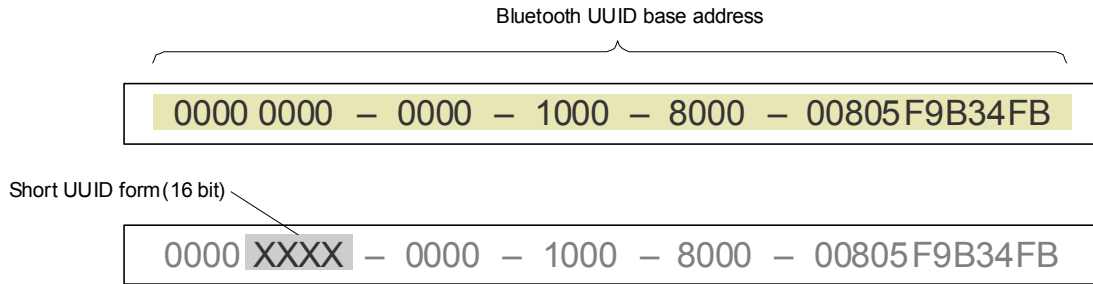 Bluetooth UUID base address
0000 0000 – 0000 – 1000 – 8000 – 00805F9B34FB
Short UUID form (16 bit)
0000 XXXX – 0000 – 1000 – 8000 – 00805F9B34FB